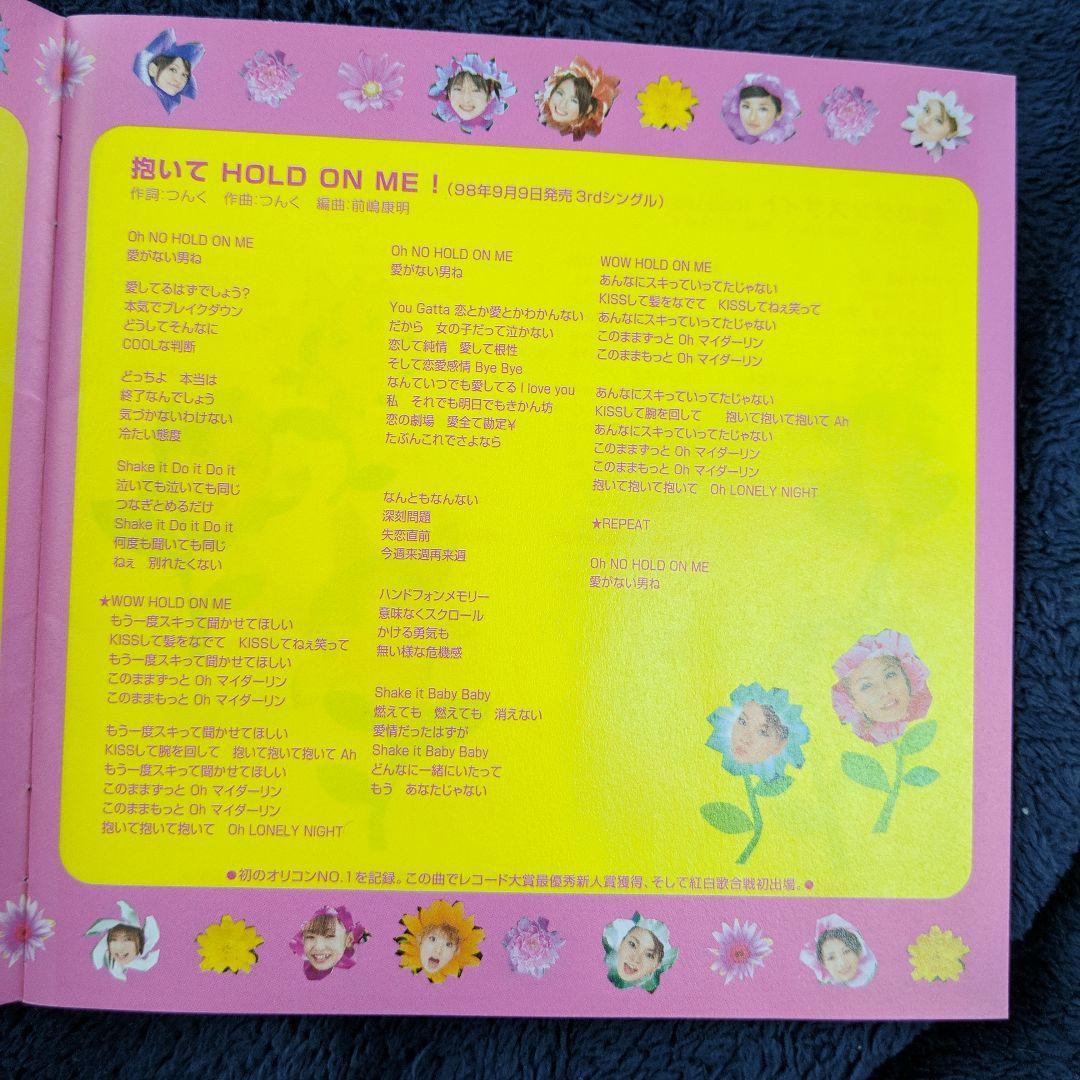 抱いて HOLD ON ME！(98年9月9日発売 3rdシングル)
作詞:つんく　作曲:つんく　編曲:前嶋康明
Oh NO HOLD ON ME
愛がない男ね
愛してるはずでしょう?
本気でブレイクダウン
どうしてそんなに
COOLな判断
どっちよ　本当は
終了なんでしょう
気づかないわけない
冷たい態度
Shake it Do it Do it
泣いても泣いても同じ
つなぎとめるだけ
Shake it Do it Do it
何度も聞いても同じ
ねぇ　別れたくない
★WOW HOLD ON ME
もう一度スキって聞かせてほしい
KISSして髪をなでて　KISSしてねぇ笑って
もう一度スキって聞かせてほしい
このままずっと Oh マイダーリン
このままもっと Oh マイダーリン
もう一度スキって聞かせてほしい
KISSして腕を回して　抱いて抱いて抱いて Ah
もう一度スキって聞かせてほしい
このままずっと Oh マイダーリン
このままもっと Oh マイダーリン
抱いて抱いて抱いて　Oh LONELY NIGHT
Oh NO HOLD ON ME
愛がない男ね
You Gatta 恋とか愛とかわかんない
だから　女の子だって泣かない
恋して純情　愛して根性
そして恋愛感情 Bye Bye
なんていつでも愛してる I love you
私　それでも明日でもきかん坊
恋の劇場　愛全て勘定¥
たぶんこれでさよなら
なんともなんない
深刻問題
失恋直前
今週来週再来週
ハンドフォンメモリー
意味なくスクロール
かける勇気も
無い様な危機感
Shake it Baby Baby
燃えても　燃えても　消えない
愛情だったはずが
Shake it Baby Baby
どんなに一緒にいたって
もう　あなたじゃない
WOW HOLD ON ME
あんなにスキっていってたじゃない
KISSして髪をなでて　KISSしてねぇ笑って
あんなにスキっていってたじゃない
このままずっと Oh マイダーリン
このままもっと Oh マイダーリン
あんなにスキっていってたじゃない
KISSして腕を回して　　抱いて抱いて抱いて Ah
あんなにスキっていってたじゃない
このままずっと Oh マイダーリン
このままもっと Oh マイダーリン
抱いて抱いて抱いて　Oh LONELY NIGHT
★REPEAT
Oh NO HOLD ON ME
愛がない男ね
●初のオリコンNO.1を記録。この曲でレコード大賞最優秀新人賞獲得、そして紅白歌合戦初出場。●